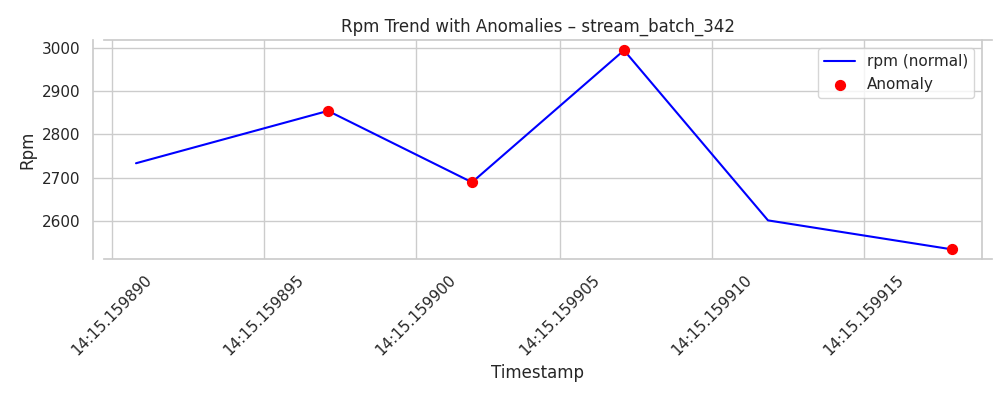 Rpm Trend with Anomalies – stream_batch_342
rpm (normal)
Anomaly
Rpm
3000
2900
2800
2700
2600
14:15.159890
14:15.159895
14:15.159900
14:15.159905
14:15.159910
14:15.159915
Timestamp